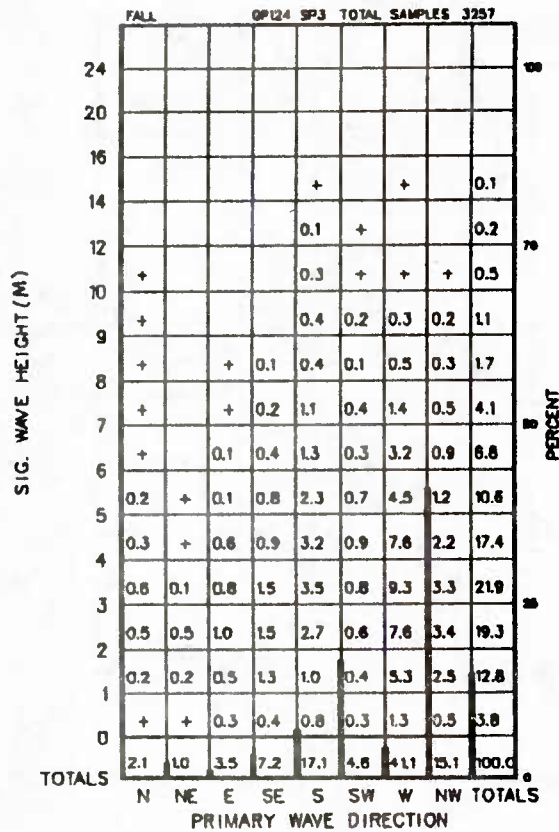 FALL GP124 SP3 TOTAL SAMPLES 3257
24 100
20
16
+ + 0.1
14
0.1 + 0.2
12
+ 0.3 + + + 0.5
10
+ 0.4 0.2 0.3 0.2 1.1
9
+ + 0.1 0.4 0.1 0.5 0.3 1.7
8
+ + 0.2 1.1 0.4 1.4 0.5 4.1
7
+ 0.1 0.4 1.3 0.3 3.2 0.9 6.8
6
0.2 + 0.1 0.8 2.3 0.7 4.5 1.2 10.6
5
0.3 + 0.6 0.9 3.2 0.9 7.6 2.2 17.4
4
0.6 0.1 0.8 1.5 3.5 0.8 9.3 3.3 21.9
3
0.5 0.5 1.0 1.5 2.7 0.6 7.6 3.4 19.3
2
0.2 0.2 0.5 1.3 1.0 0.4 5.3 2.5 12.8
1
+ + 0.3 0.4 0.8 0.3 1.3 0.5 3.8
0
2.1 1.0 3.5 7.2 17.1 4.6 41.1 15.1 100.0
TOTALS 0
N NE E SE S SW W NW TOTALS
PRIMARY WAVE DIRECTION
SIG. WAVE HEIGHT (M)
PERCENT